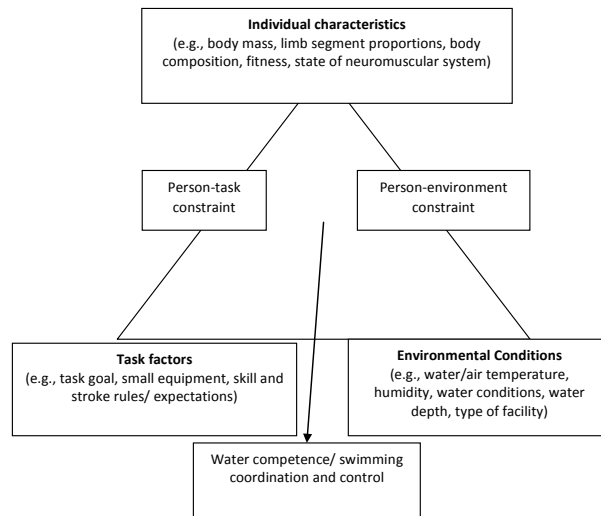 Individual characteristics
(e.g., body mass, limb segment proportions, body
composition, fitness, state of neuromuscular system)
Person-task
constraint
Person-environment
constraint
Task factors
(e.g., task goal, small equipment, skill and
stroke rules/ expectations)
Environmental Conditions
(e.g., water/air temperature,
humidity, water conditions, water
depth, type of facility)
Water competence/ swimming
coordination and control